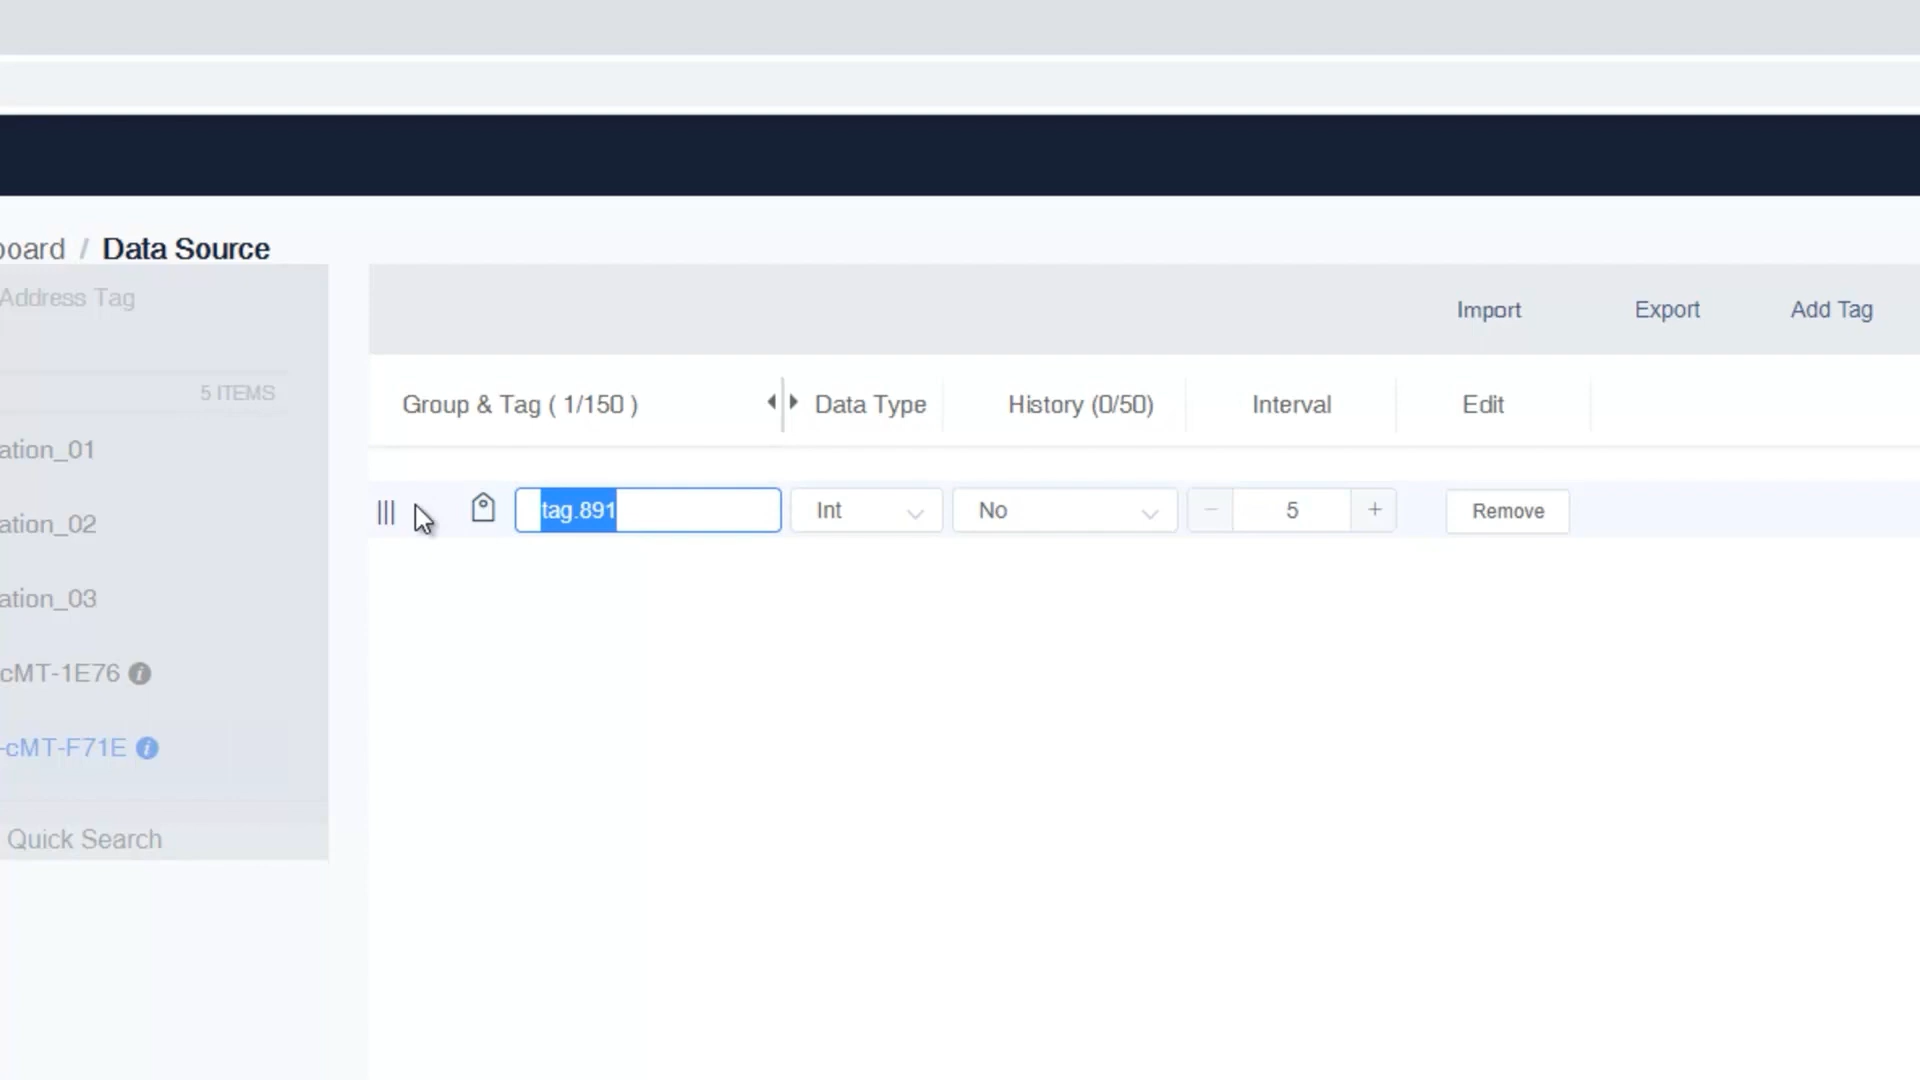 board / Data Source
Address Tag
Import Export Add Tag
5 ITEMS
Group & Tag ( 1/150 ) Data Type History (0/50) Interval Edit
ation_01
tag.891 Int No − 5 + Remove
ation_02
ation_03
cMT-1E76
-cMT-F71E
Quick Search